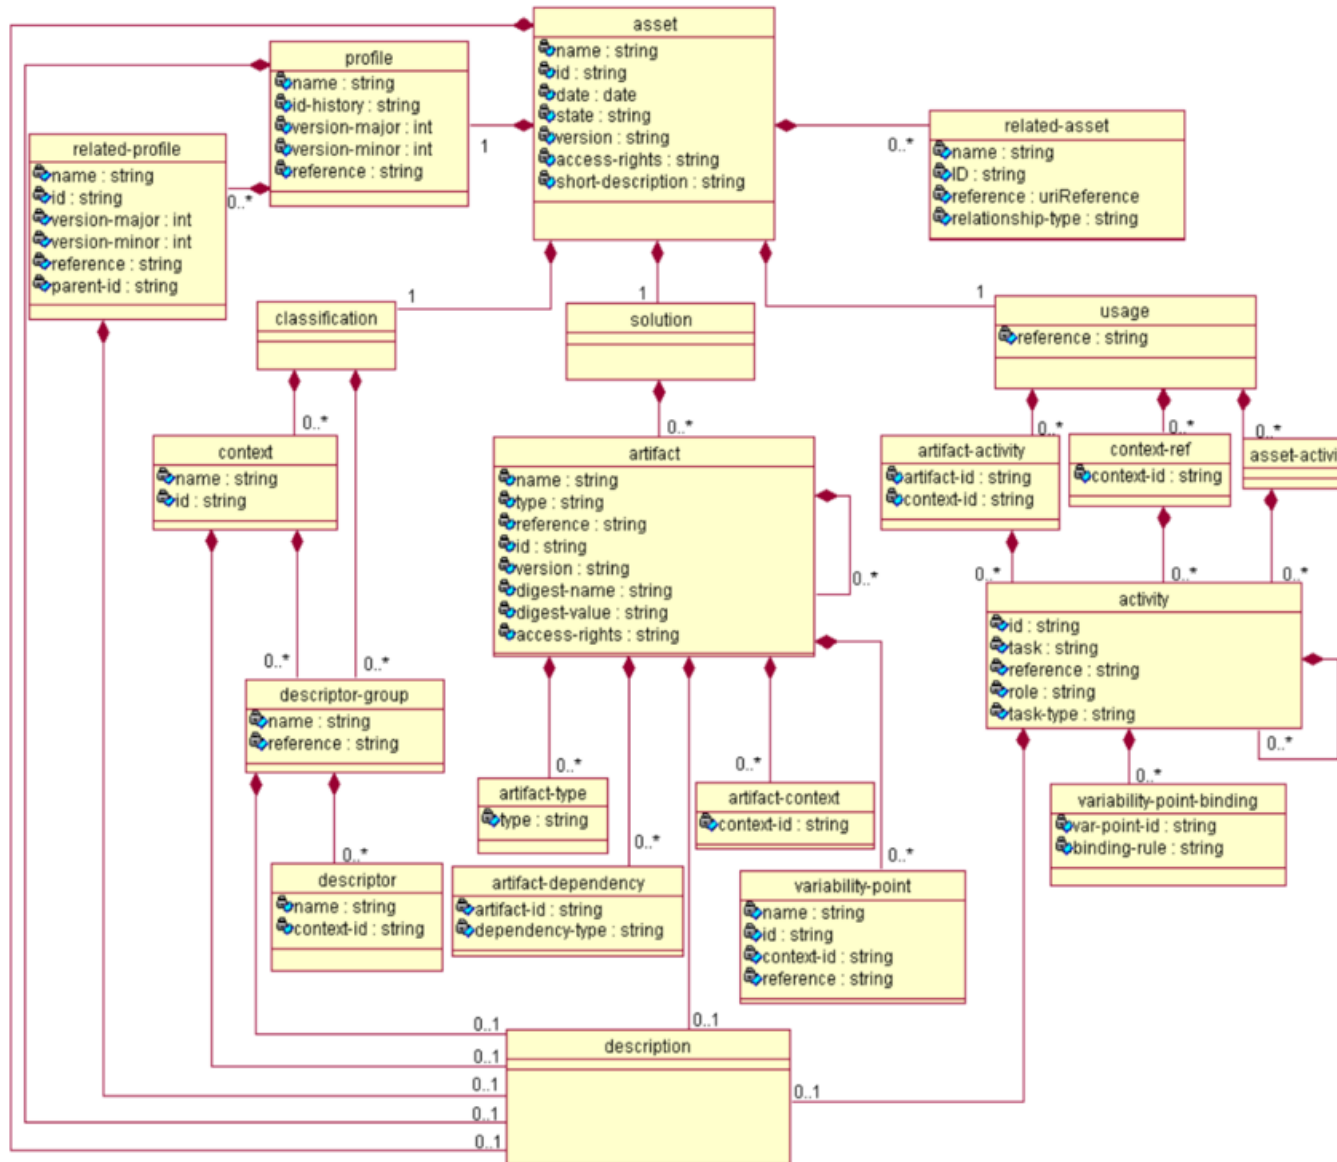 asset
name : string
id : string
date : date
state : string
version : string
access-rights : string
short-description : string
profile
name : string
id-history : string
version-major : int
version-minor : int
reference : string
1
related-asset
name : string
ID : string
reference : uriReference
relationship-type : string
0..*
related-profile
name : string
id : string
version-major : int
version-minor : int
reference : string
parent-id : string
0..*
1
classification
1
solution
1
usage
reference : string
0..*
context
name : string
id : string
0..*
artifact
name : string
type : string
reference : string
id : string
version : string
digest-name : string
digest-value : string
access-rights : string
0..*
0..*
artifact-activity
artifact-id : string
context-id : string
0..*
context-ref
context-id : string
0..*
asset-activi
0..*
0..*
0..*
activity
id : string
task : string
reference : string
role : string
task-type : string
0..*
0..*
0..*
descriptor-group
name : string
reference : string
0..*
artifact-type
type : string
0..*
artifact-context
context-id : string
0..*
variability-point-binding
var-point-id : string
binding-rule : string
0..*
descriptor
name : string
context-id : string
0..*
artifact-dependency
artifact-id : string
dependency-type : string
0..*
variability-point
name : string
id : string
context-id : string
reference : string
0..1
0..1
description
0..1
0..1
0..1
0..1
0..1